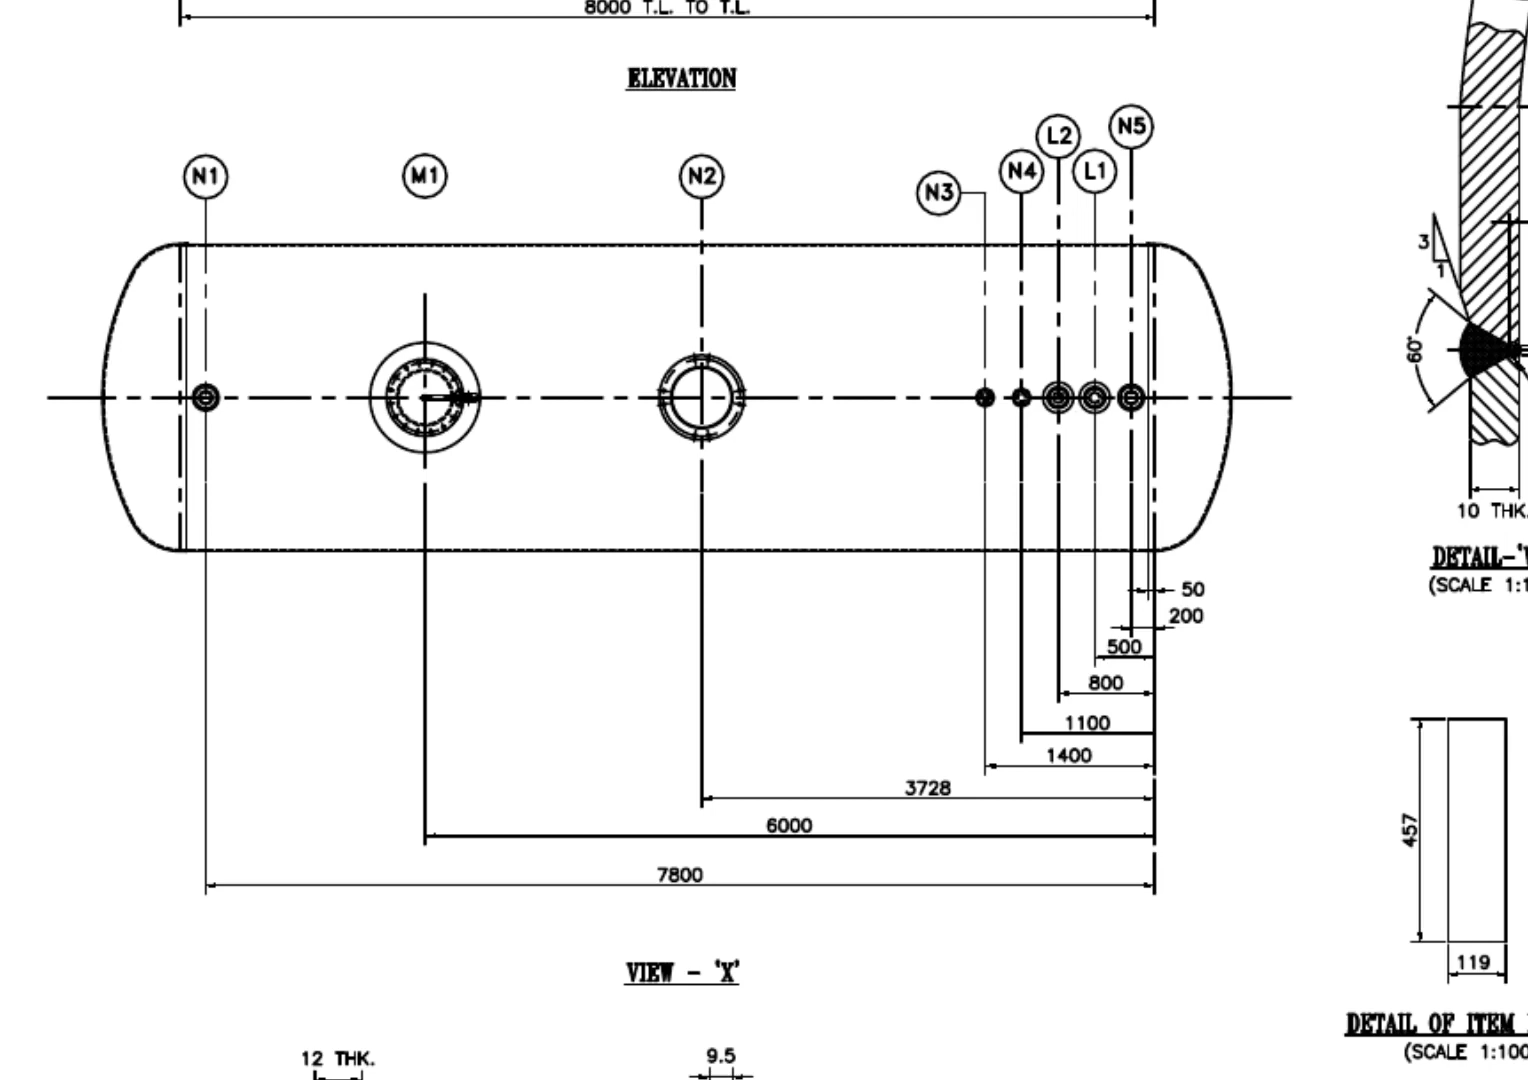 8000 T.L. TO T.L.
ELEVATION
N1
M1
N2
N3
N4
L2
L1
N5
50
200
500
800
1100
1400
3728
6000
7800
VIEW - 'X'
12 THK.
9.5
3
1
60°
10 THK.
DETAIL-'
(SCALE 1:1
457
119
DETAIL OF ITEM
(SCALE 1:100